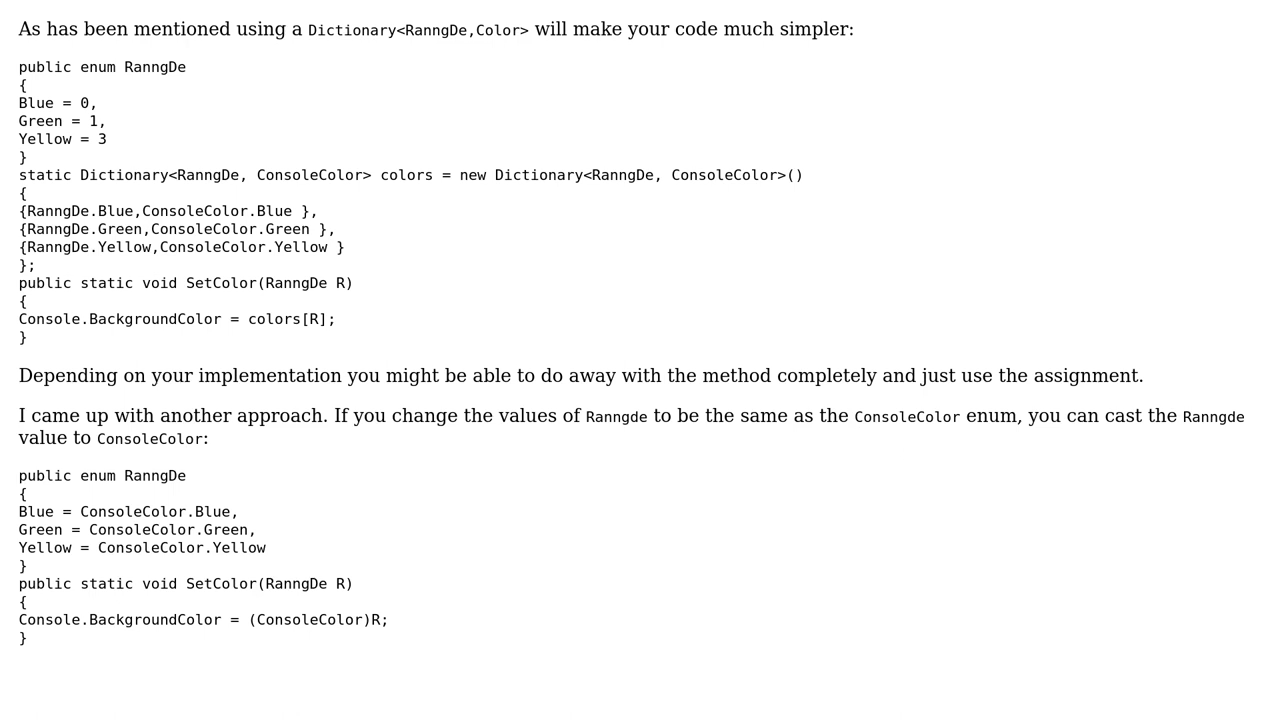 As has been mentioned using a Dictionary<RanngDe,Color> will make your code much simpler:
public enum RanngDe
{
Blue = 0,
Green = 1,
Yellow = 3
}
static Dictionary<RanngDe, ConsoleColor> colors = new Dictionary<RanngDe, ConsoleColor>()
{
{RanngDe.Blue,ConsoleColor.Blue },
{RanngDe.Green,ConsoleColor.Green },
{RanngDe.Yellow,ConsoleColor.Yellow }
};
public static void SetColor(RanngDe R)
{
Console.BackgroundColor = colors[R];
}
Depending on your implementation you might be able to do away with the method completely and just use the assignment.
I came up with another approach. If you change the values of Ranngde to be the same as the ConsoleColor enum, you can cast the Ranngde
value to ConsoleColor:
public enum RanngDe
{
Blue = ConsoleColor.Blue,
Green = ConsoleColor.Green,
Yellow = ConsoleColor.Yellow
}
public static void SetColor(RanngDe R)
{
Console.BackgroundColor = (ConsoleColor)R;
}